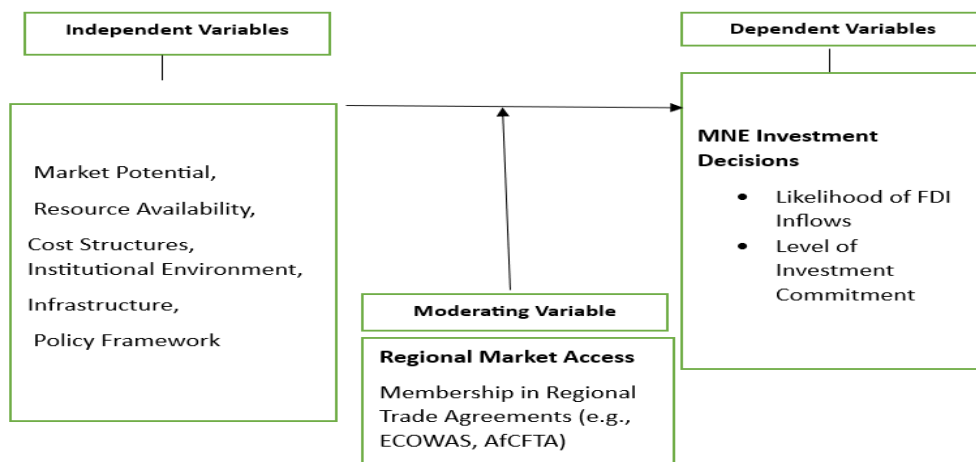 Independent Variables
Dependent Variables
Market Potential,
Resource Availability,
Cost Structures,
Institutional Environment,
Infrastructure,
Policy Framework
MNE Investment
Decisions
• Likelihood of FDI
Inflows
• Level of
Investment
Commitment
Moderating Variable
Regional Market Access
Membership in Regional
Trade Agreements (e.g.,
ECOWAS, AfCFTA)